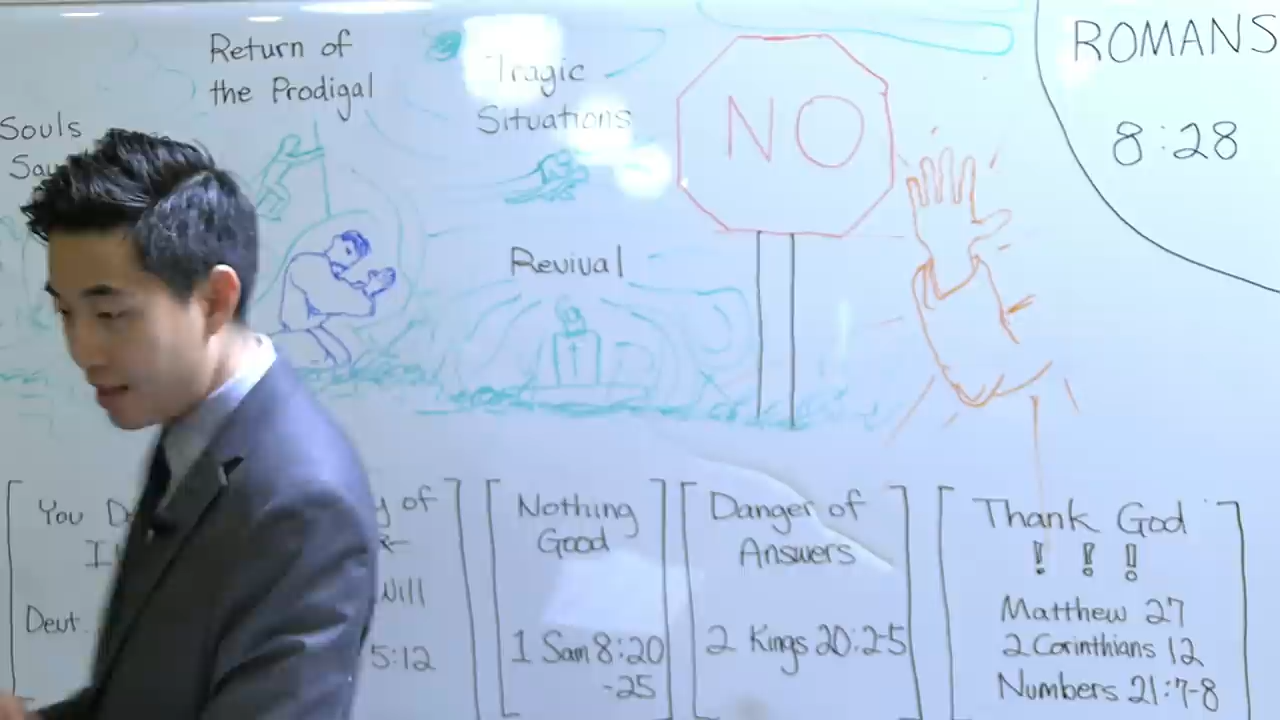 Return of
the Prodigal
Tragic
Situations
NO
ROMANS
8:28
Souls
Revival
You
of
Will
Deut.
5:12
Nothing
Good
1 Sam 8:20
-25
Danger of
Answers
2 Kings 20:2-5
Thank God
! ! !
Matthew 27
2 Corinthians 12
Numbers 21:7-8